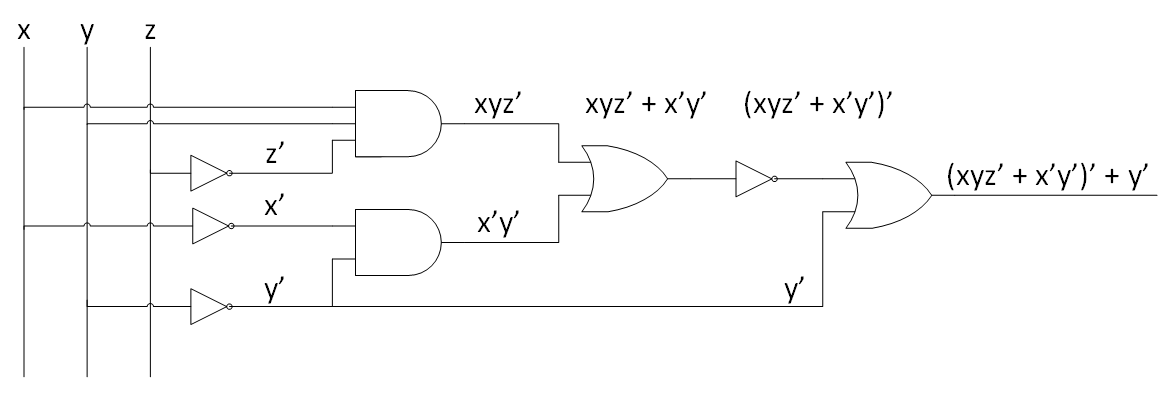 x y z
xyz’ xyz’ + x’y’ (xyz’ + x’y’)’
z’
(xyz’ + x’y’)’ + y’
x’
x’y’
y’ y’